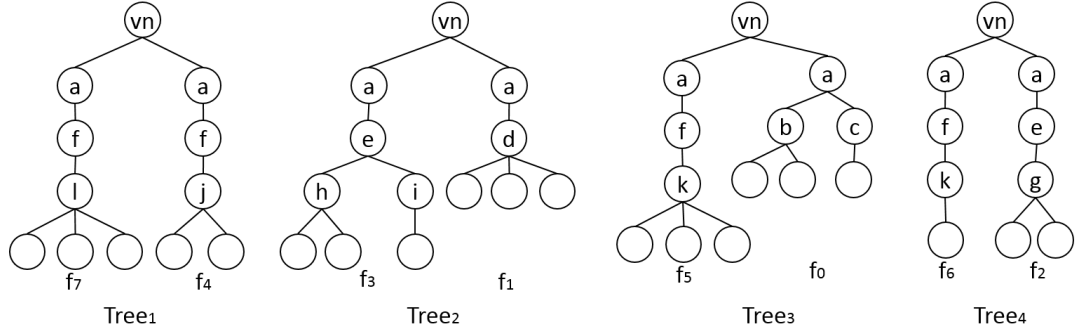 vn vn vn vn
a a a a a a a a
f f e d f b c f e
l j h i k k g
f7 f4 f3 f1 f5 f0 f6 f2
Tree1 Tree2 Tree3 Tree4